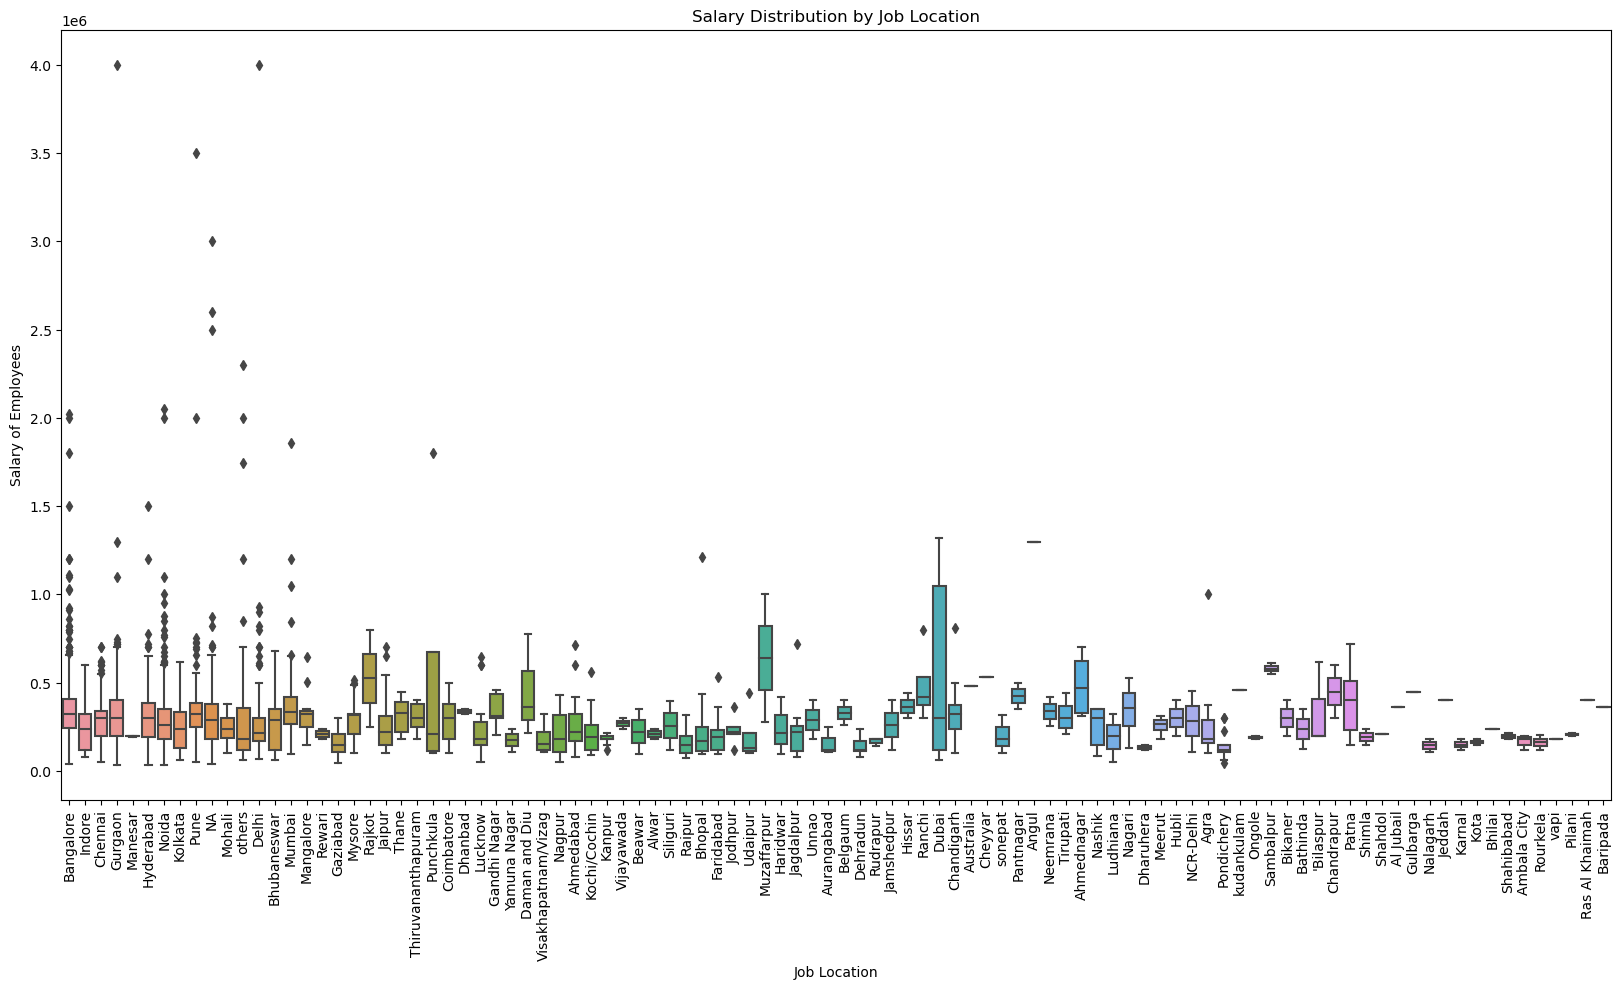 Salary Distribution by Job Location
1e6
4.0
3.5
3.0
2.5
2.0
1.5
1.0
0.5
0.0
Salary of Employees
Bangalore
Indore
Chennai
Gurgaon
Manesar
Hyderabad
Noida
Kolkata
Pune
NA
Mohali
others
Delhi
Bhubaneswar
Mumbai
Mangalore
Rewari
Gaziabad
Mysore
Rajkot
Jaipur
Thane
Thiruvananthapuram
Punchkula
Coimbatore
Dhanbad
Lucknow
Gandhi Nagar
Yamuna Nagar
Daman and Diu
Visakhapatnam/Vizag
Nagpur
Ahmedabad
Kochi/Cochin
Kanpur
Vijayawada
Beawar
Alwar
Siliguri
Raipur
Bhopal
Faridabad
Jodhpur
Udaipur
Muzaffarpur
Haridwar
Jagdalpur
Unnao
Belgaum
Aurangabad
Dehradun
Rudrapur
Jamshedpur
Hissar
Ranchi
Dubai
Chandigarh
Australia
Cheyyar
sonepat
Pantnagar
Angul
Neemrana
Tirupati
Ahmednagar
Nashik
Ludhiana
Nagari
Daruhera
Meerut
Hubli
NCR-Delhi
Agra
Pondichery
kudankulam
Ongole
Sambalpur
Bikaner
Bathinda
'Bilaspur
Chandrapur
Patna
Shimla
Shahdol
Al Jubail
Gulbarga
Nalagarh
Jeddah
Karnal
Kota
Bhilai
Shahibabad
Ambala City
Rourkela
vapi
Pilani
Ras Al Khaimah
Baripada
Job Location